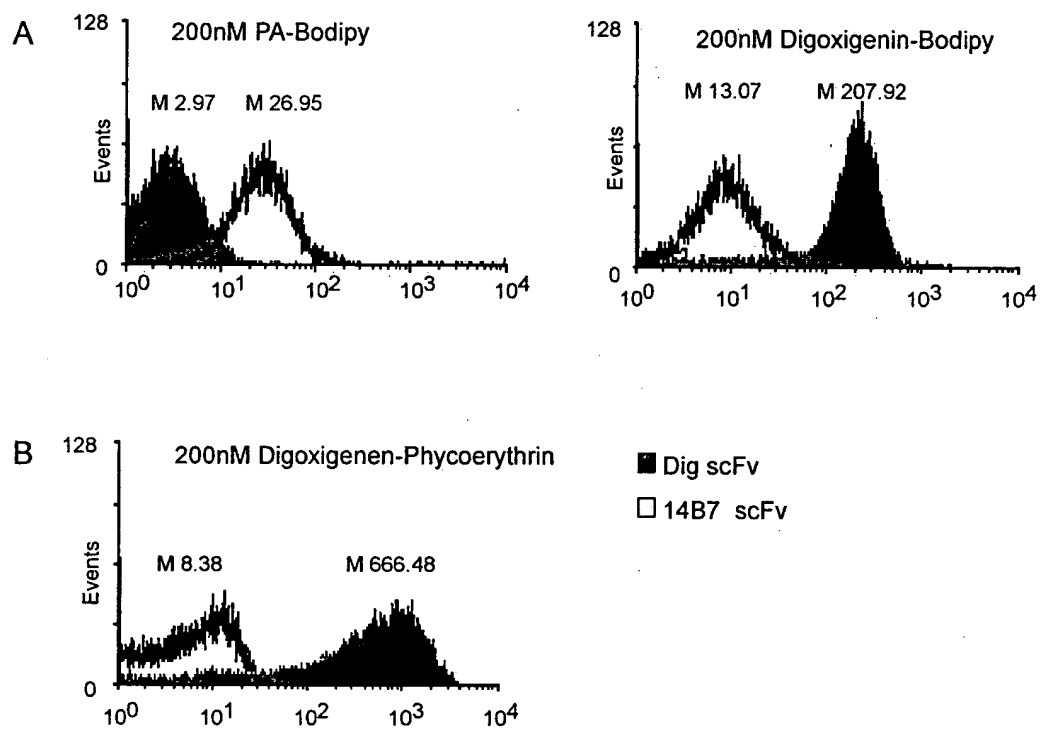 A
128
200nM PA-Bodipy
M 2.97 M 26.95
Events
0
10^0 10^1 10^2 10^3 10^4
128
200nM Digoxigenin-Bodipy
M 13.07 M 207.92
Events
0
10^0 10^1 10^2 10^3 10^4
B
128
200nM Digoxigenen-Phycoerythrin
M 8.38 M 666.48
Events
0
10^0 10^1 10^2 10^3 10^4
Dig scFv
14B7 scFv